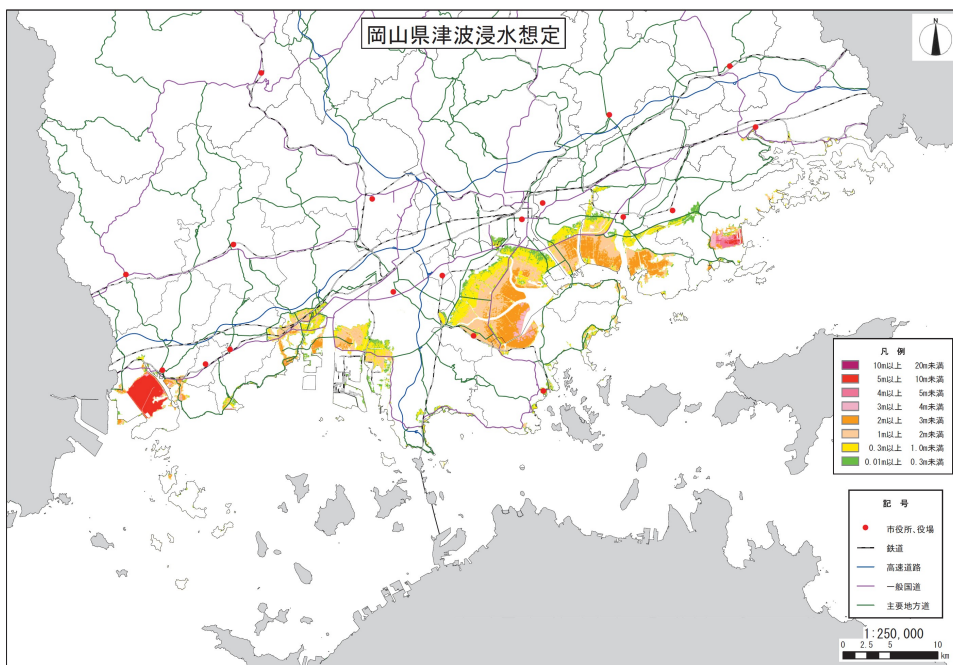 岡山県津波浸水想定
N
凡 例
10m以上 20m未満
5m以上 10m未満
4m以上 5m未満
3m以上 4m未満
2m以上 3m未満
1m以上 2m未満
0.3m以上 1.0m未満
0.01m以上 0.3m未満
記 号
市役所、役場
鉄道
高速道路
一般国道
主要地方道
1:250,000
0 2.5 5 10
km